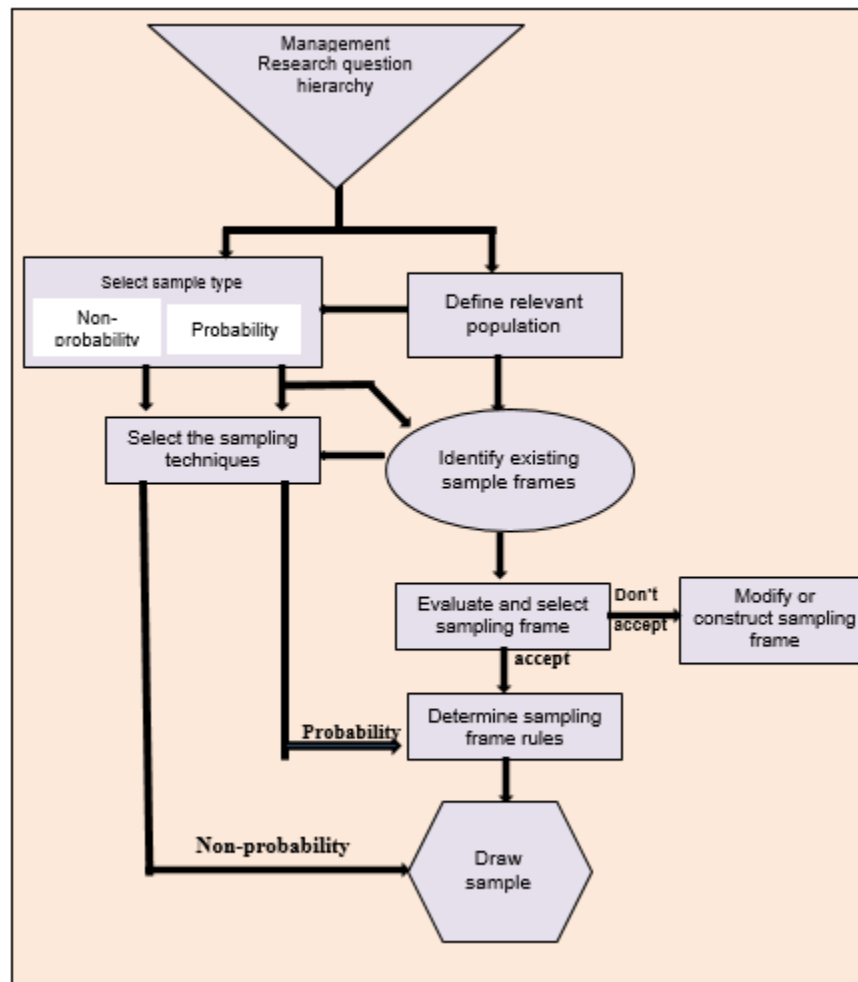 Management
Research question
hierarchy
Select sample type
Non-
probability
Probability
Define relevant
population
Select the sampling
techniques
Identify existing
sample frames
Evaluate and select
sampling frame
Don't
accept
Modify or
construct sampling
frame
accept
Determine sampling
frame rules
Probability
Non-probability
Draw
sample